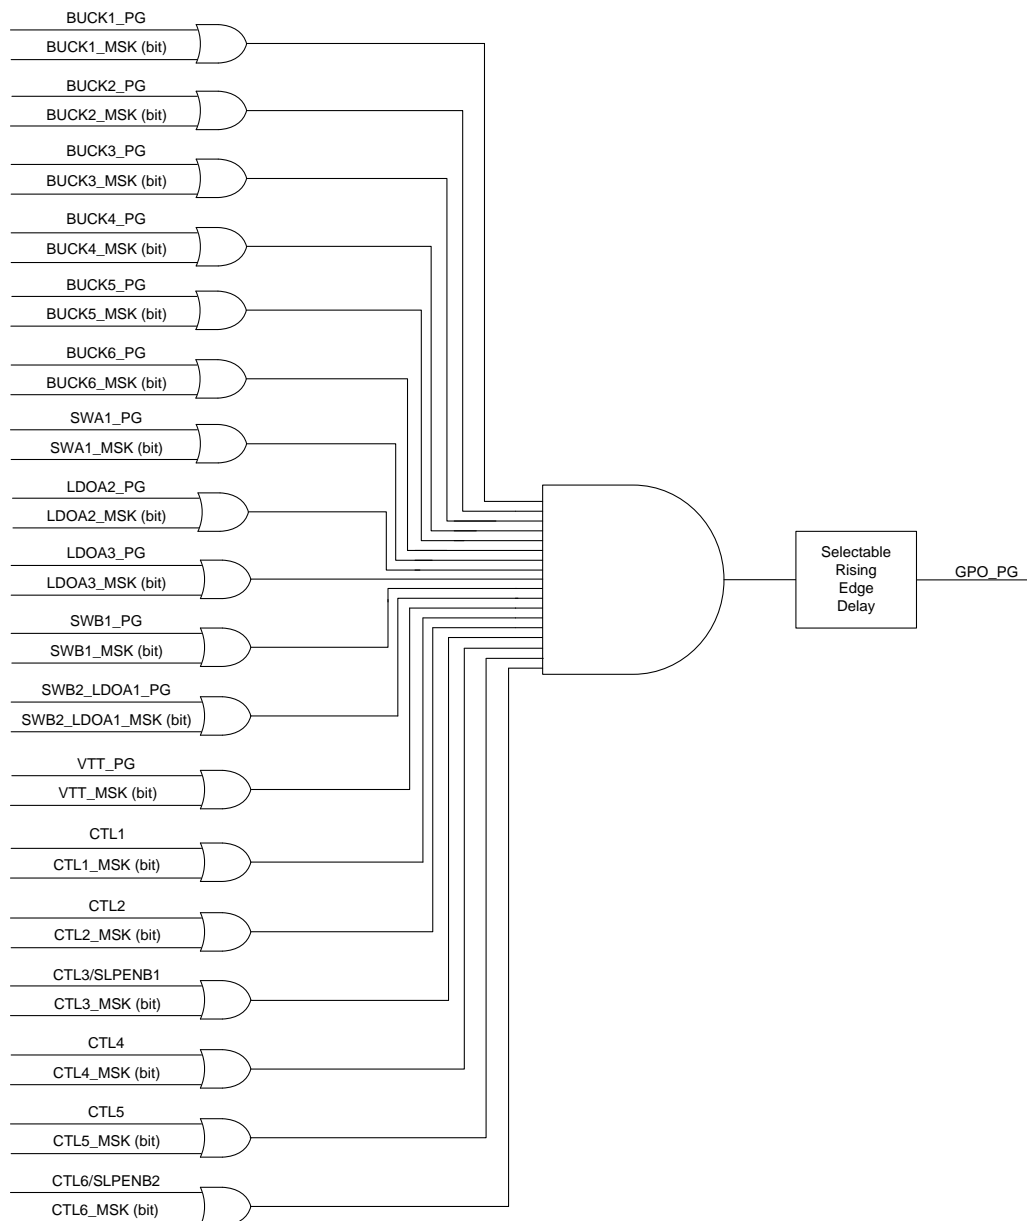 BUCK1_PG
BUCK1_MSK (bit)
BUCK2_PG
BUCK2_MSK (bit)
BUCK3_PG
BUCK3_MSK (bit)
BUCK4_PG
BUCK4_MSK (bit)
BUCK5_PG
BUCK5_MSK (bit)
BUCK6_PG
BUCK6_MSK (bit)
SWA1_PG
SWA1_MSK (bit)
LDOA2_PG
LDOA2_MSK (bit)
LDOA3_PG
LDOA3_MSK (bit)
SWB1_PG
SWB1_MSK (bit)
SWB2_LDOA1_PG
SWB2_LDOA1_MSK (bit)
VTT_PG
VTT_MSK (bit)
CTL1
CTL1_MSK (bit)
CTL2
CTL2_MSK (bit)
CTL3/SLPENB1
CTL3_MSK (bit)
CTL4
CTL4_MSK (bit)
CTL5
CTL5_MSK (bit)
CTL6/SLPENB2
CTL6_MSK (bit)
Selectable
Rising
Edge
Delay
GPO_PG